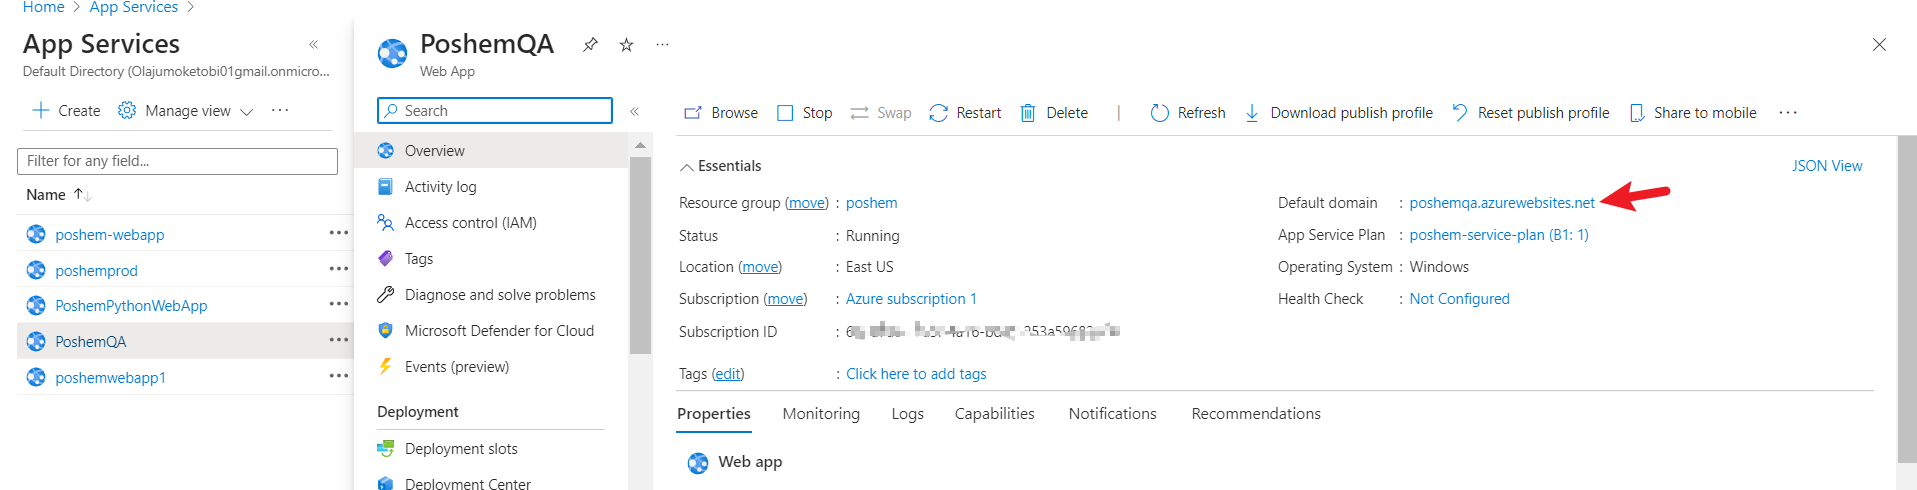 Home > App Services >
App Services
«
Default Directory (Olajumoketobi01gmail.onmicro...
Create
Manage view
...
Filter for any field...
Name
poshem-webapp
poshemprod
PoshemPythonWebApp
PoshemQA
poshemwebapp1
PoshemQA
...
Web App
Search
«
Overview
Activity log
Access control (IAM)
Tags
Diagnose and solve problems
Microsoft Defender for Cloud
Events (preview)
Deployment
Deployment slots
Deployment Center
Browse
Stop
Swap
Restart
Delete
Refresh
Download publish profile
Reset publish profile
Share to mobile
...
Essentials
JSON View
Resource group (move) : poshem
Status : Running
Location (move) : East US
Subscription (move) : Azure subscription 1
Subscription ID :
Tags (edit) : Click here to add tags
Default domain : poshemqa.azurewebsites.net
App Service Plan : poshem-service-plan (B1: 1)
Operating System : Windows
Health Check : Not Configured
Properties
Monitoring
Logs
Capabilities
Notifications
Recommendations
Web app